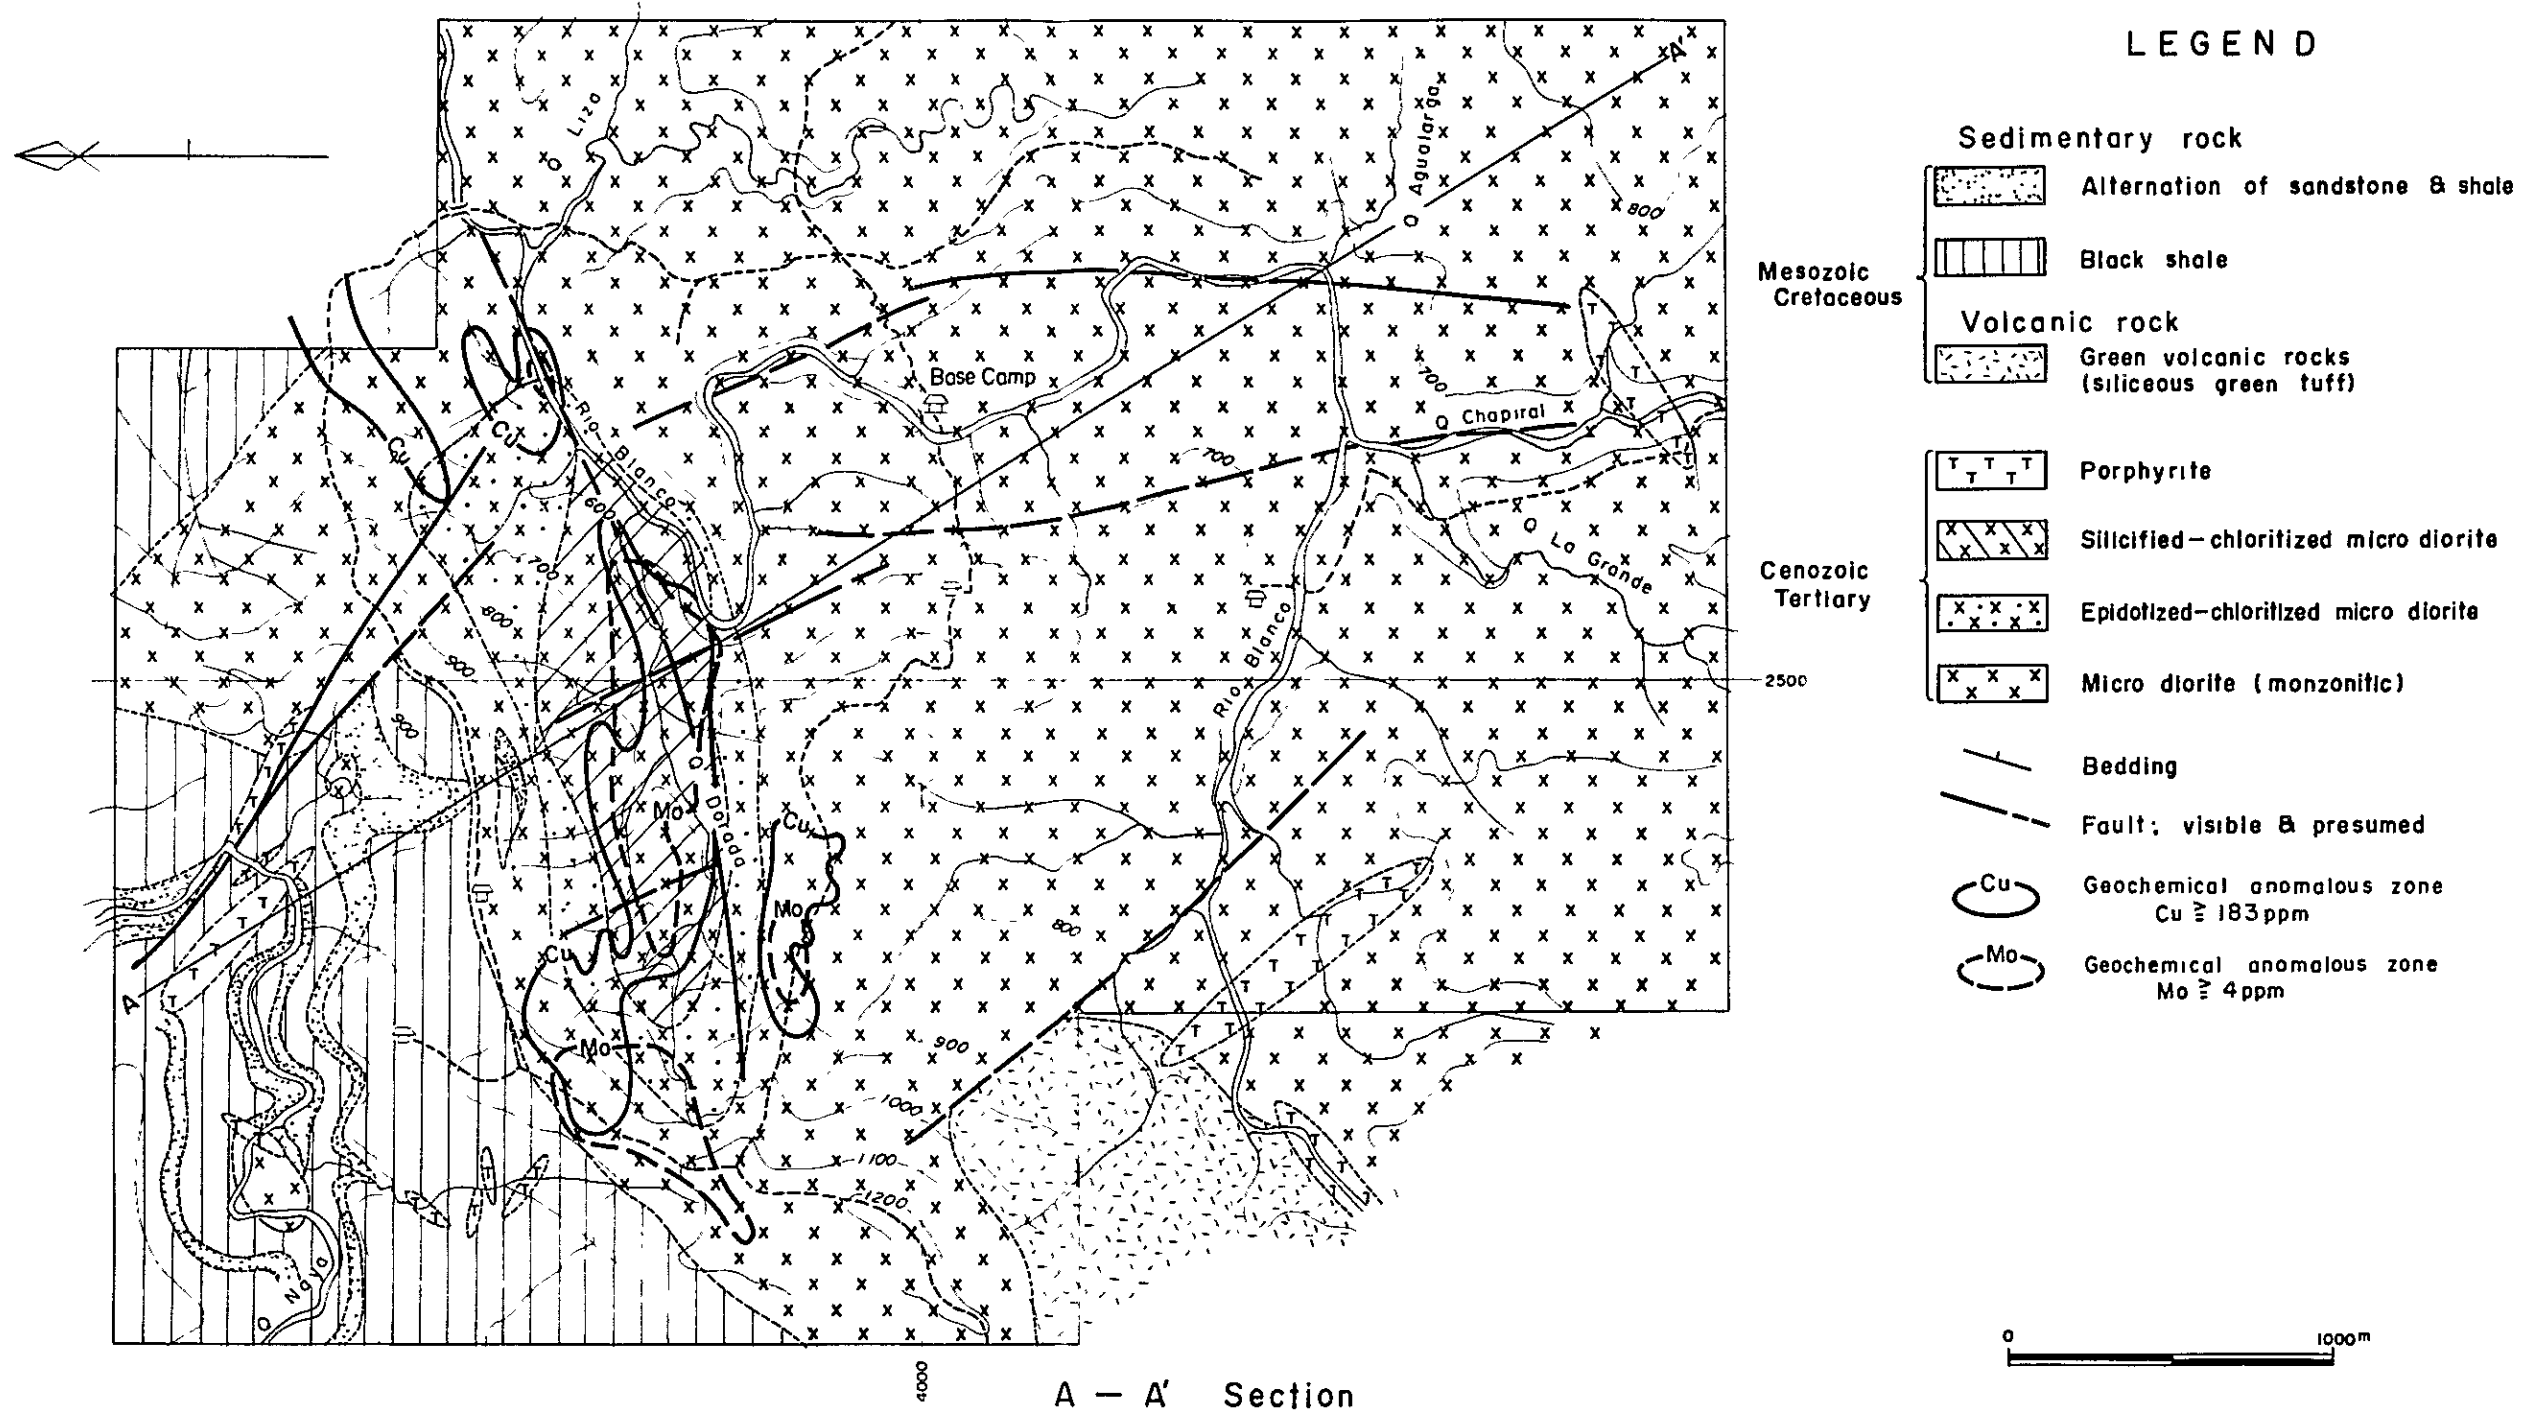 LEGEND
Sedimentary rock
Alternation of sandstone & shale
Black shale
Mesozoic
Cretaceous
Volcanic rock
Green volcanic rocks
(siliceous green tuff)
Porphyrite
Silicified-chloritized micro diorite
Cenozoic
Tertiary
Epidotized-chloritized micro diorite
Micro diorite (monzonitic)
Bedding
Fault; visible & presumed
Cu
Geochemical anomalous zone
Cu ≧ 183 ppm
Mo
Geochemical anomalous zone
Mo ≧ 4 ppm
0 1000m
A'
Q Liza
Q Agualarga
800
Base Camp
700
Q Chapiral
Cu
Cu
Rio Blanco
600
700
700
Q La Grande
800
900
900
2500
Rio Blanco
Q Dorada
Mo
Cu
Mo
Cu
800
A
Mo
900
1000
1100
1200
Q Naya
4000
A — A' Section